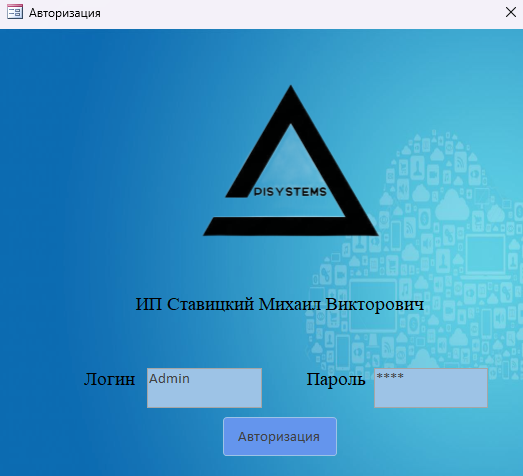 Авторизация
PISYSTEMS
ИП Ставицкий Михаил Викторович
Логин Admin Пароль ****
Авторизация